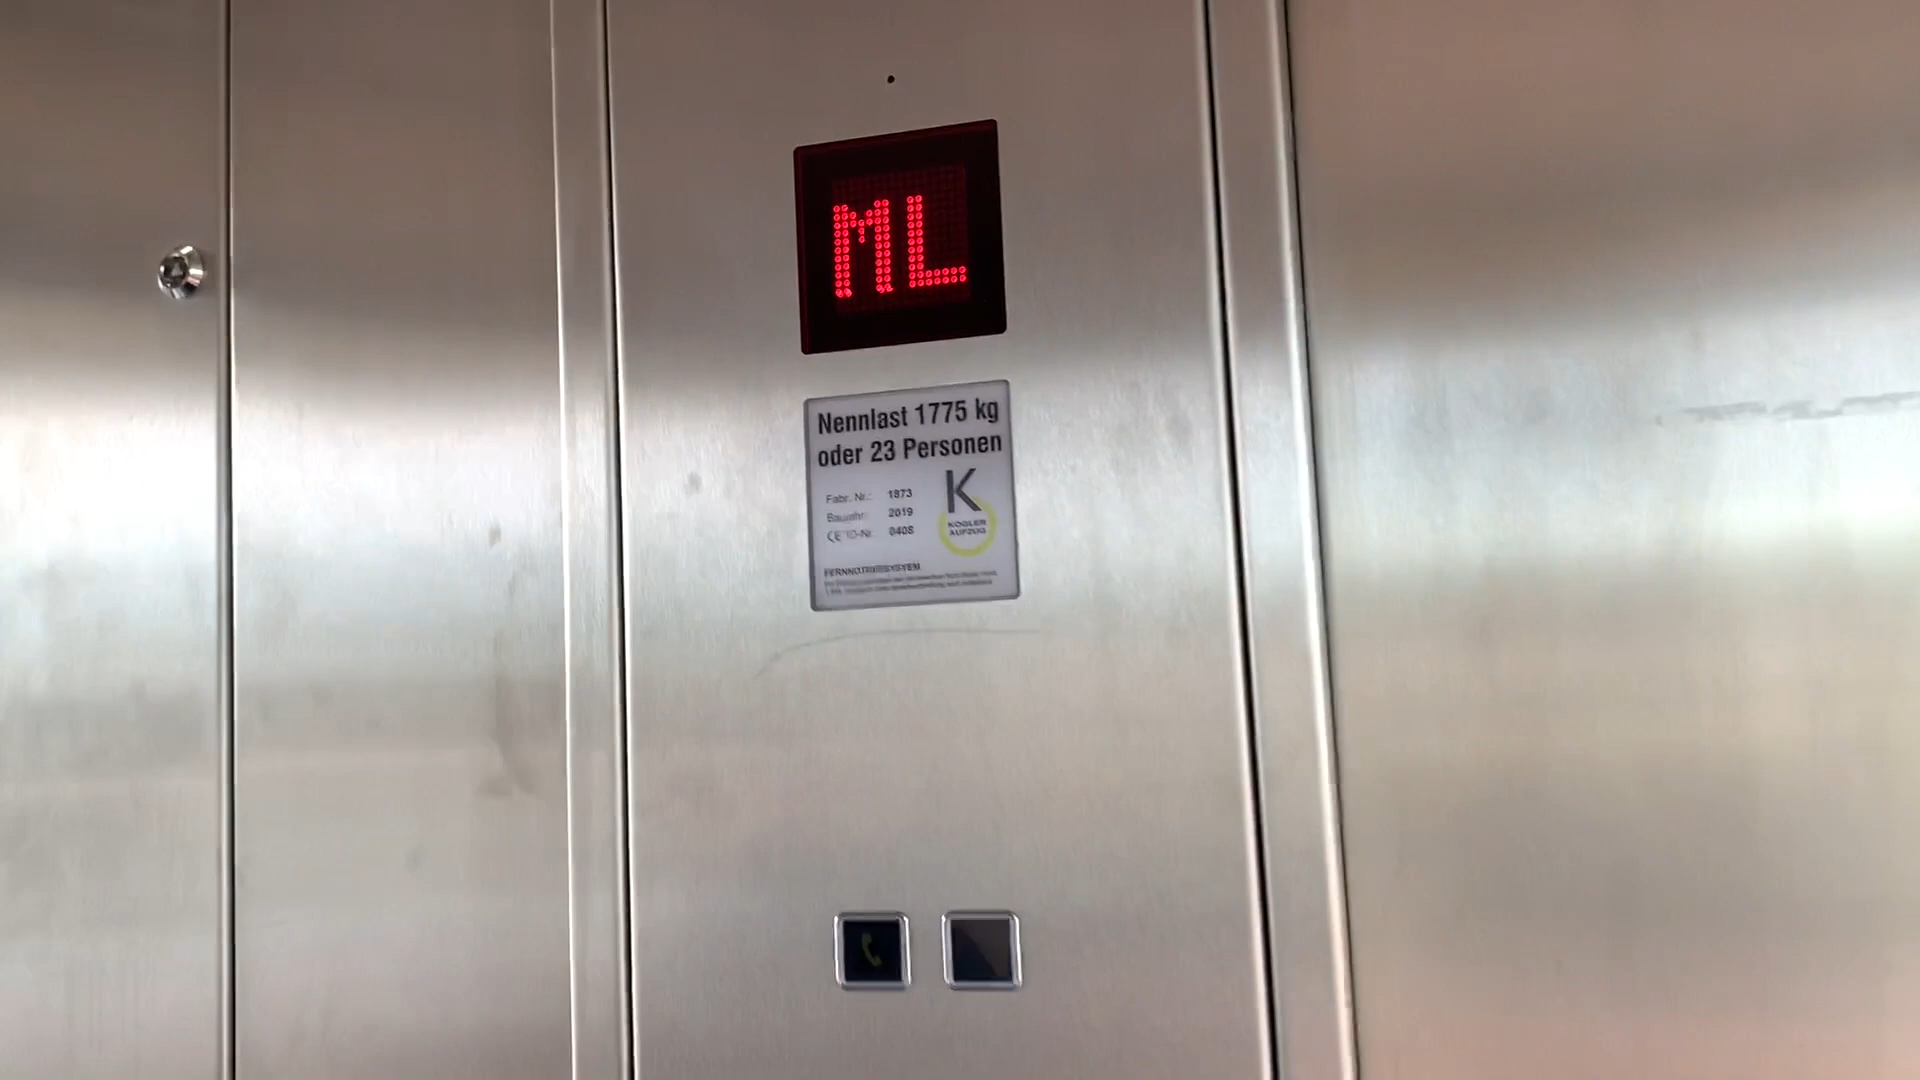 ML
Nennlast 1775 kg
oder 23 Personen
Fabr. Nr.: 1873
Baujahr: 2019
CE ID-Nr. 0408
K
KOGLER
AUFZUG
FERNNOTRUFSYSTEM